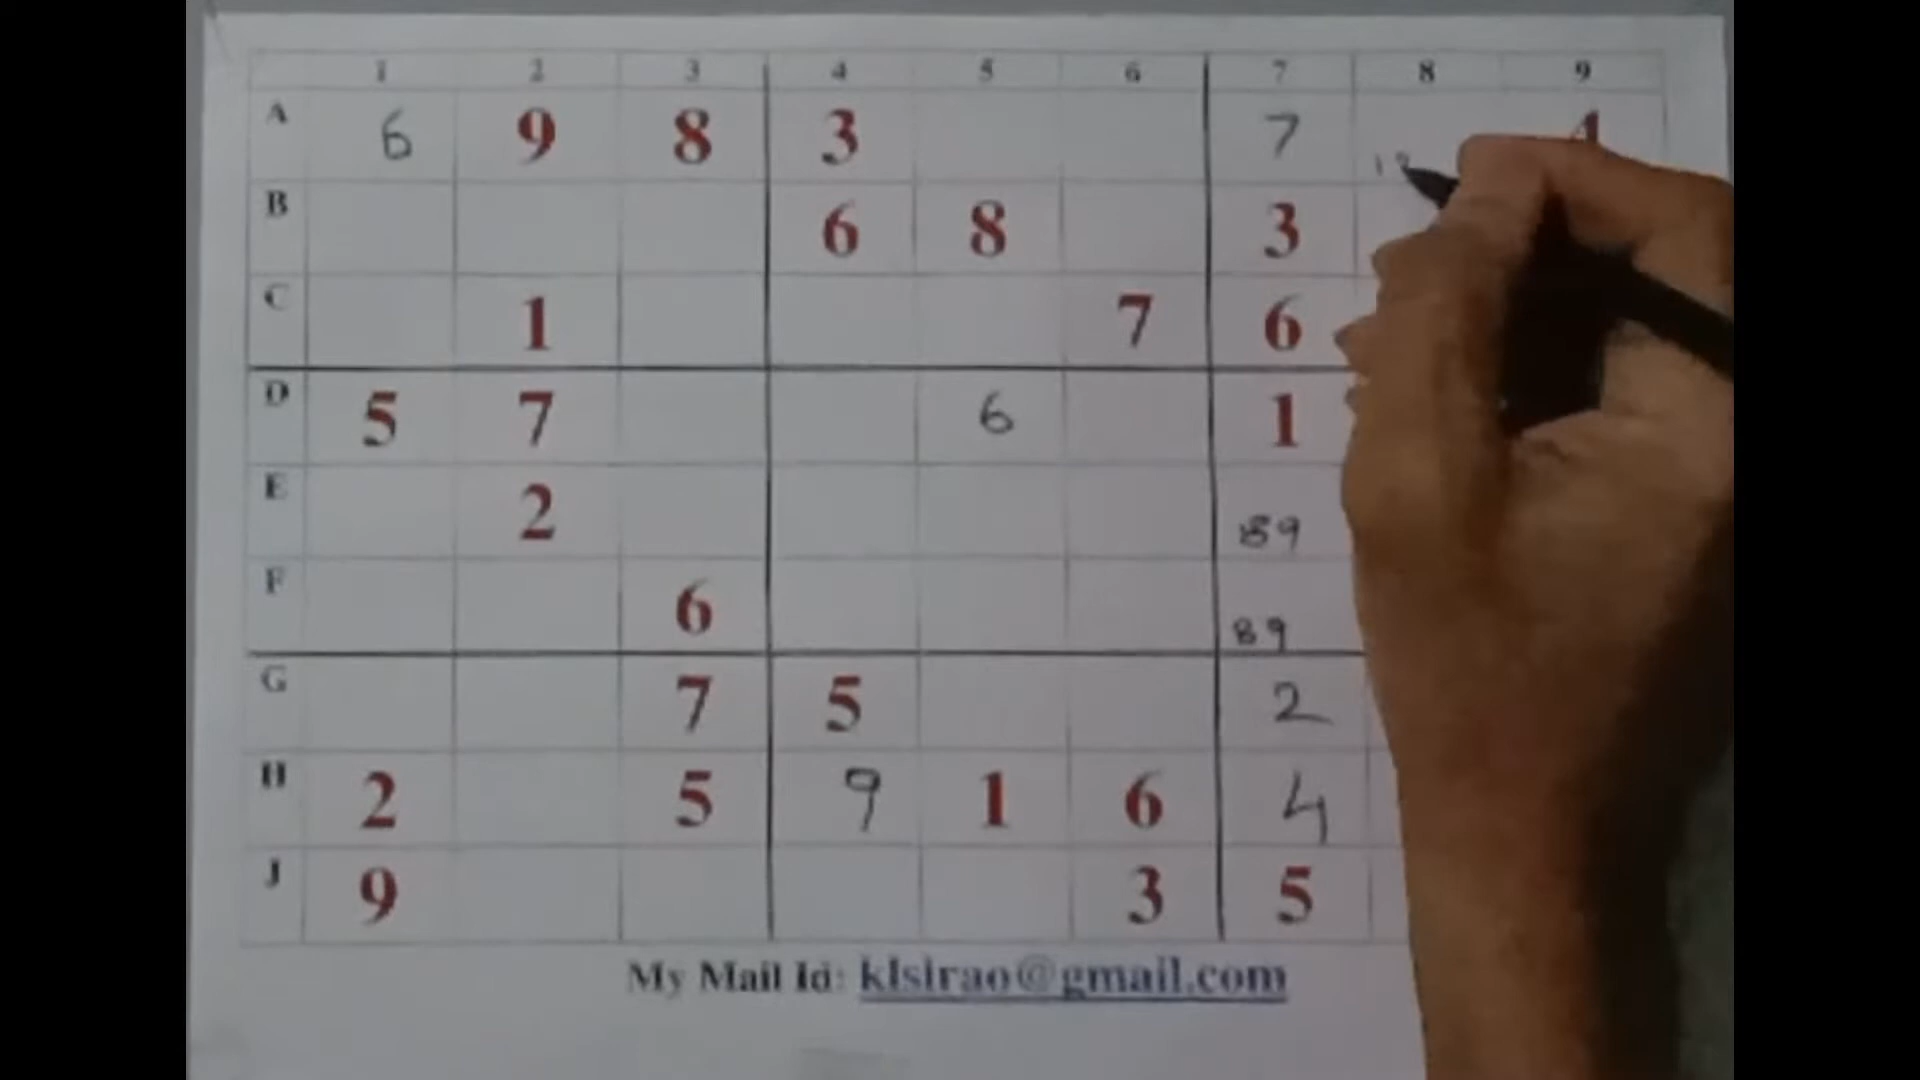 1 2 3 4 5 6 7 8 9
A 6 9 8 3 7 4
B 6 8 3
C 1 7 6
D 5 7 6 1
E 2 89
F 6 89
G 7 5 2
H 2 5 9 1 6 4
J 9 3 5
My Mail Id: klsirao@gmail.com